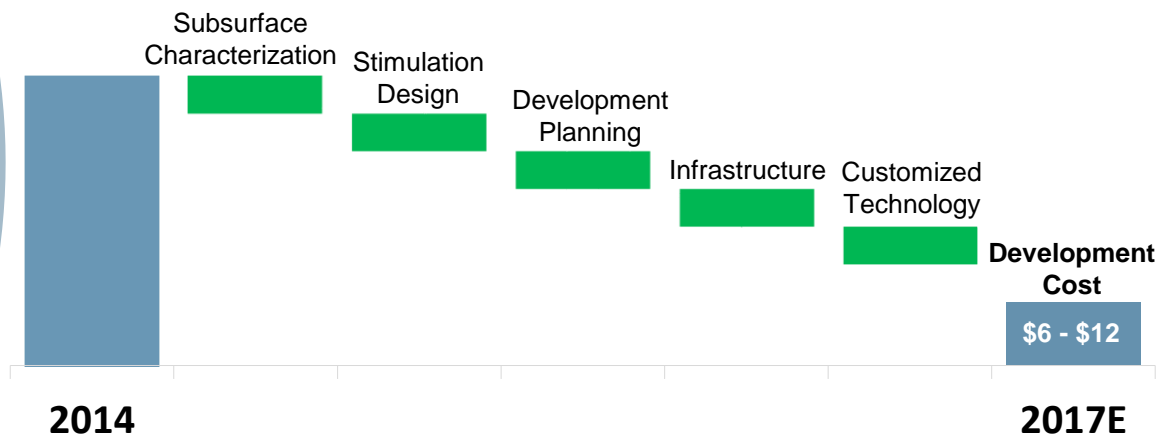 Subsurface
Characterization
Stimulation
Design
Development
Planning
Infrastructure
Customized
Technology
Development
Cost
$6 - $12
2014
2017E